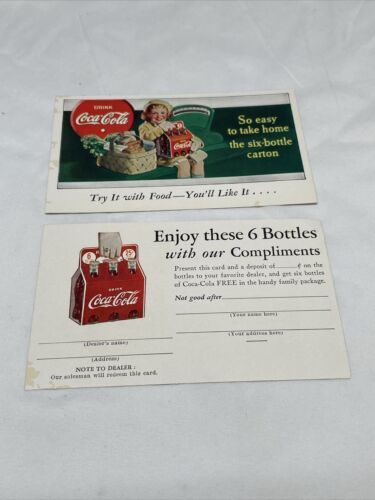 DRINK
Coca-Cola
So easy
to take home
the six-bottle
carton
Try It with Food—You'll Like It . . . .
Enjoy these 6 Bottles
with our Compliments
Present this card and a deposit of........¢ on the
bottles to your favorite dealer, and get six bottles
of Coca-Cola FREE in the handy family package.
Not good after
(Your name here)
(Your address here)
DRINK
Coca-Cola
(Dealer's name)
(Address)
NOTE TO DEALER :
Our salesman will redeem this card.